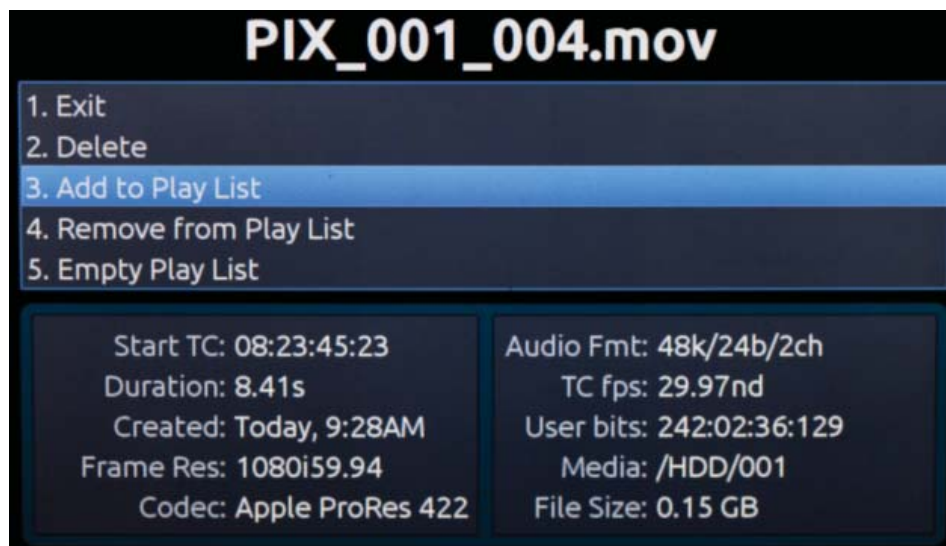 PIX_001_004.mov
1. Exit
2. Delete
3. Add to Play List
4. Remove from Play List
5. Empty Play List
Start TC: 08:23:45:23
Duration: 8.41s
Created: Today, 9:28AM
Frame Res: 1080i59.94
Codec: Apple ProRes 422
Audio Fmt: 48k/24b/2ch
TC fps: 29.97nd
User bits: 242:02:36:129
Media: /HDD/001
File Size: 0.15 GB